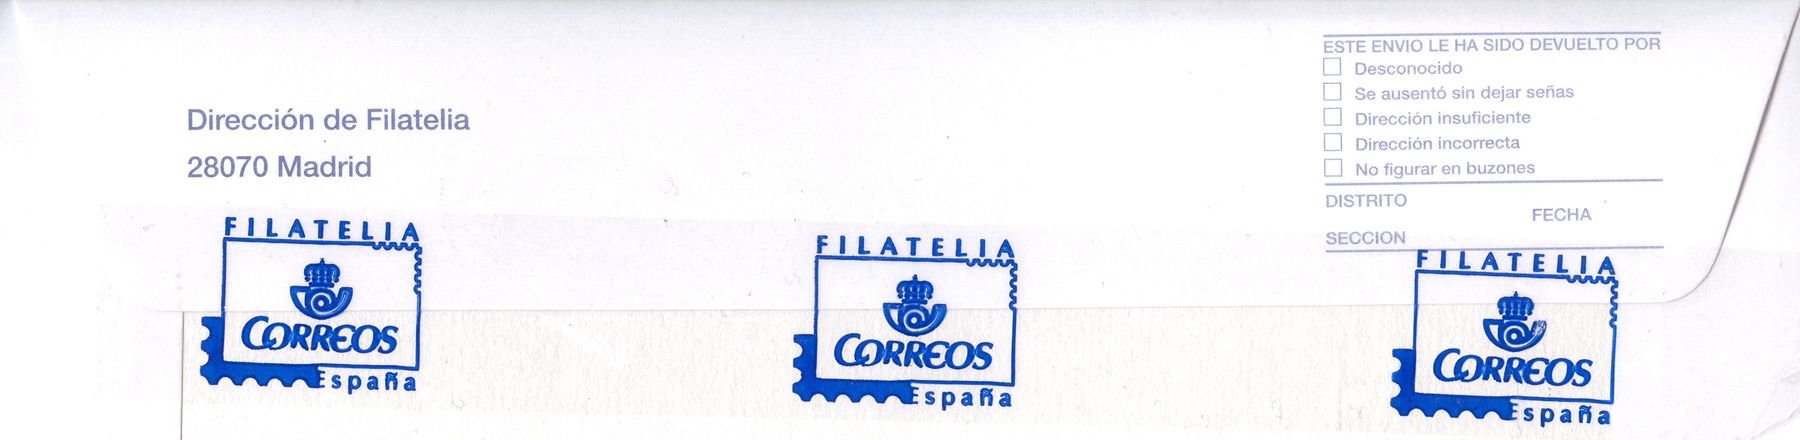 Dirección de Filatelia
28070 Madrid
ESTE ENVIO LE HA SIDO DEVUELTO POR
Desconocido
Se ausentó sin dejar señas
Dirección insuficiente
Dirección incorrecta
No figurar en buzones
DISTRITO
FECHA
SECCION
FILATELIA
CORREOS
España
FILATELIA
CORREOS
España
FILATELIA
CORREOS
España